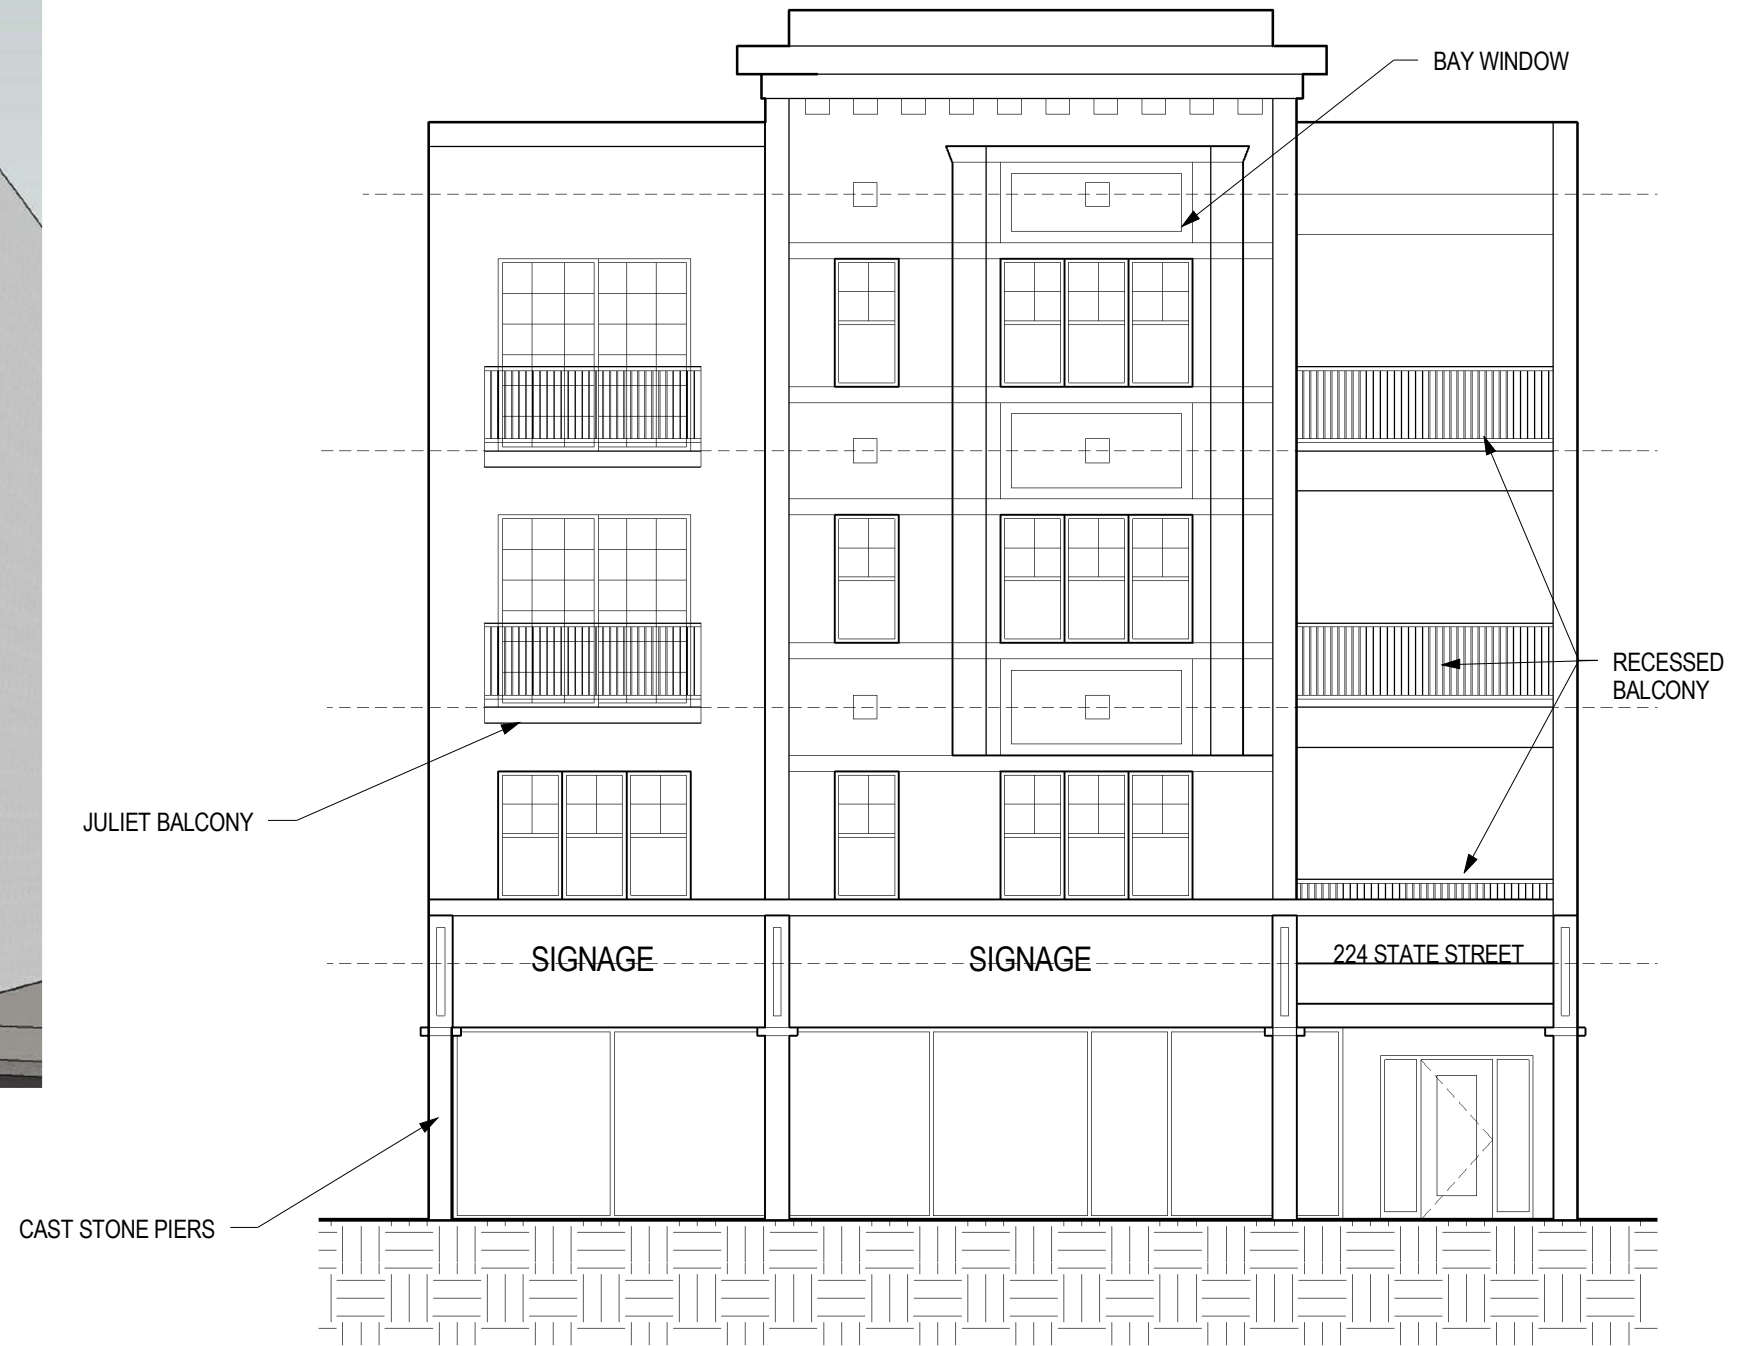 BAY WINDOW
RECESSED
BALCONY
JULIET BALCONY
SIGNAGE
SIGNAGE
224 STATE STREET
CAST STONE PIERS